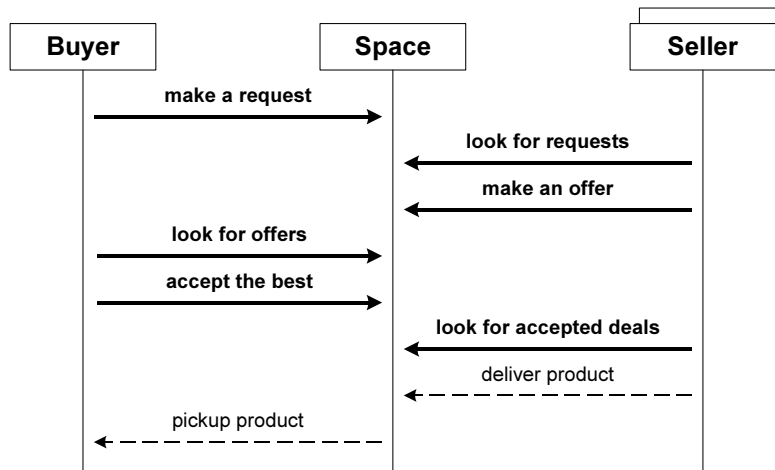 Buyer
Space
Seller
make a request
look for requests
make an offer
look for offers
accept the best
look for accepted deals
deliver product
pickup product